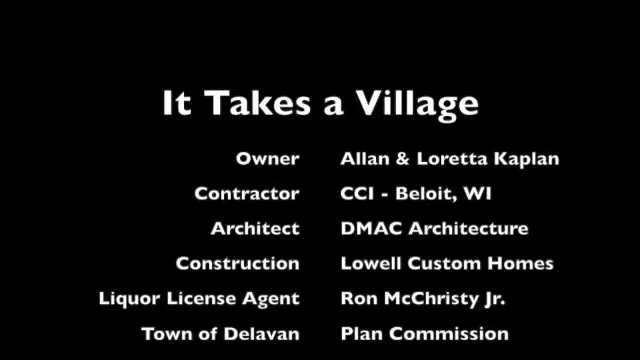 It Takes a Village
Owner Allan & Loretta Kaplan
Contractor CCI - Beloit, WI
Architect DMAC Architecture
Construction Lowell Custom Homes
Liquor License Agent Ron McChristy Jr.
Town of Delavan Plan Commission